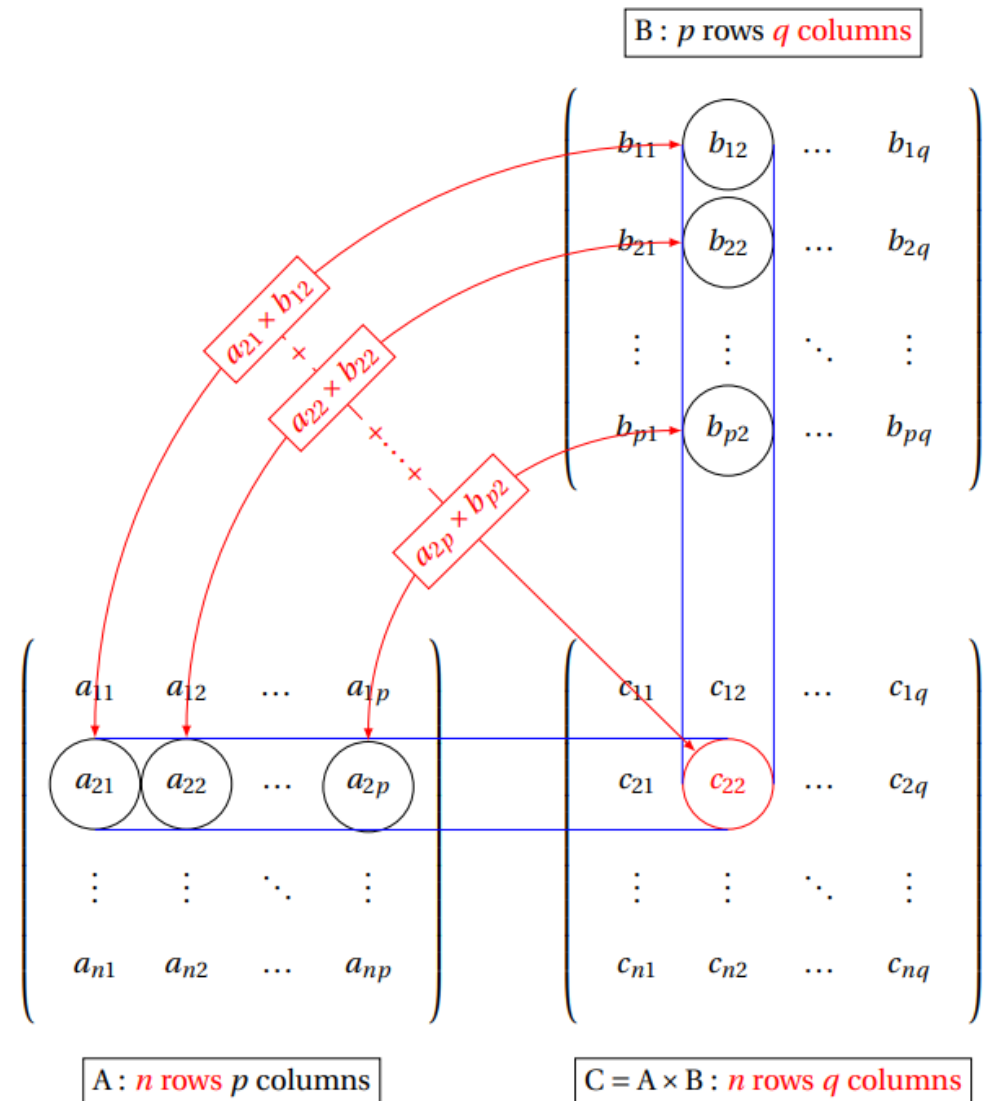 B : p rows q columns
b₁₁ b₁₂ … b₁q
b₂₁ b₂₂ … b₂q
⋮ ⋮ ⋱ ⋮
bₚ₁ bₚ₂ … bₚq
a₂₁ × b₁₂
+
a₂₂ × b₂₂
+ … +
a₂ₚ × bₚ₂
a₁₁ a₁₂ … a₁ₚ
a₂₁ a₂₂ … a₂ₚ
⋮ ⋮ ⋱ ⋮
aₙ₁ aₙ₂ … aₙₚ
A : n rows p columns
c₁₁ c₁₂ … c₁q
c₂₁ c₂₂ … c₂q
⋮ ⋮ ⋱ ⋮
cₙ₁ cₙ₂ … cₙq
C = A × B : n rows q columns